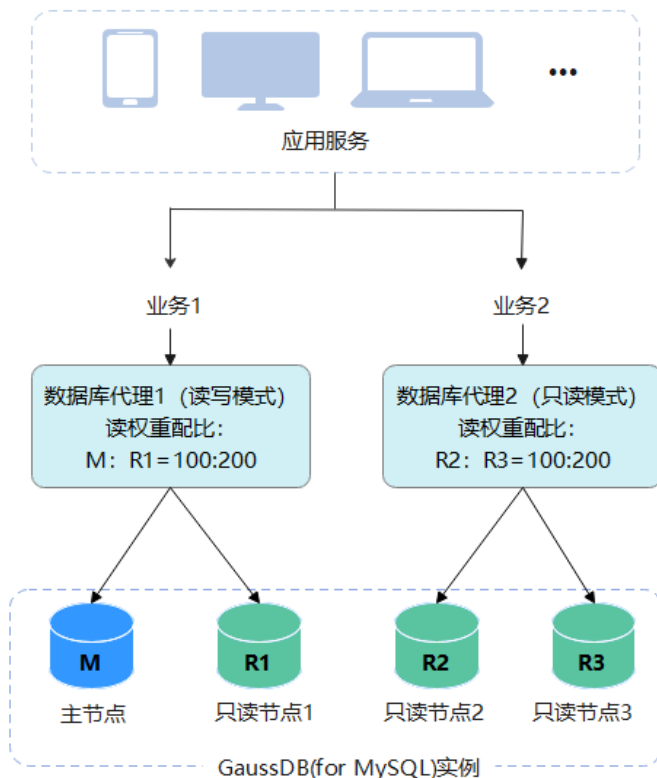 •••
应用服务
业务1
业务2
数据库代理1（读写模式）
读权重配比：
M：R1=100:200
数据库代理2（只读模式）
读权重配比：
R2：R3=100:200
M
R1
R2
R3
主节点
只读节点1
只读节点2
只读节点3
GaussDB(for MySQL)实例